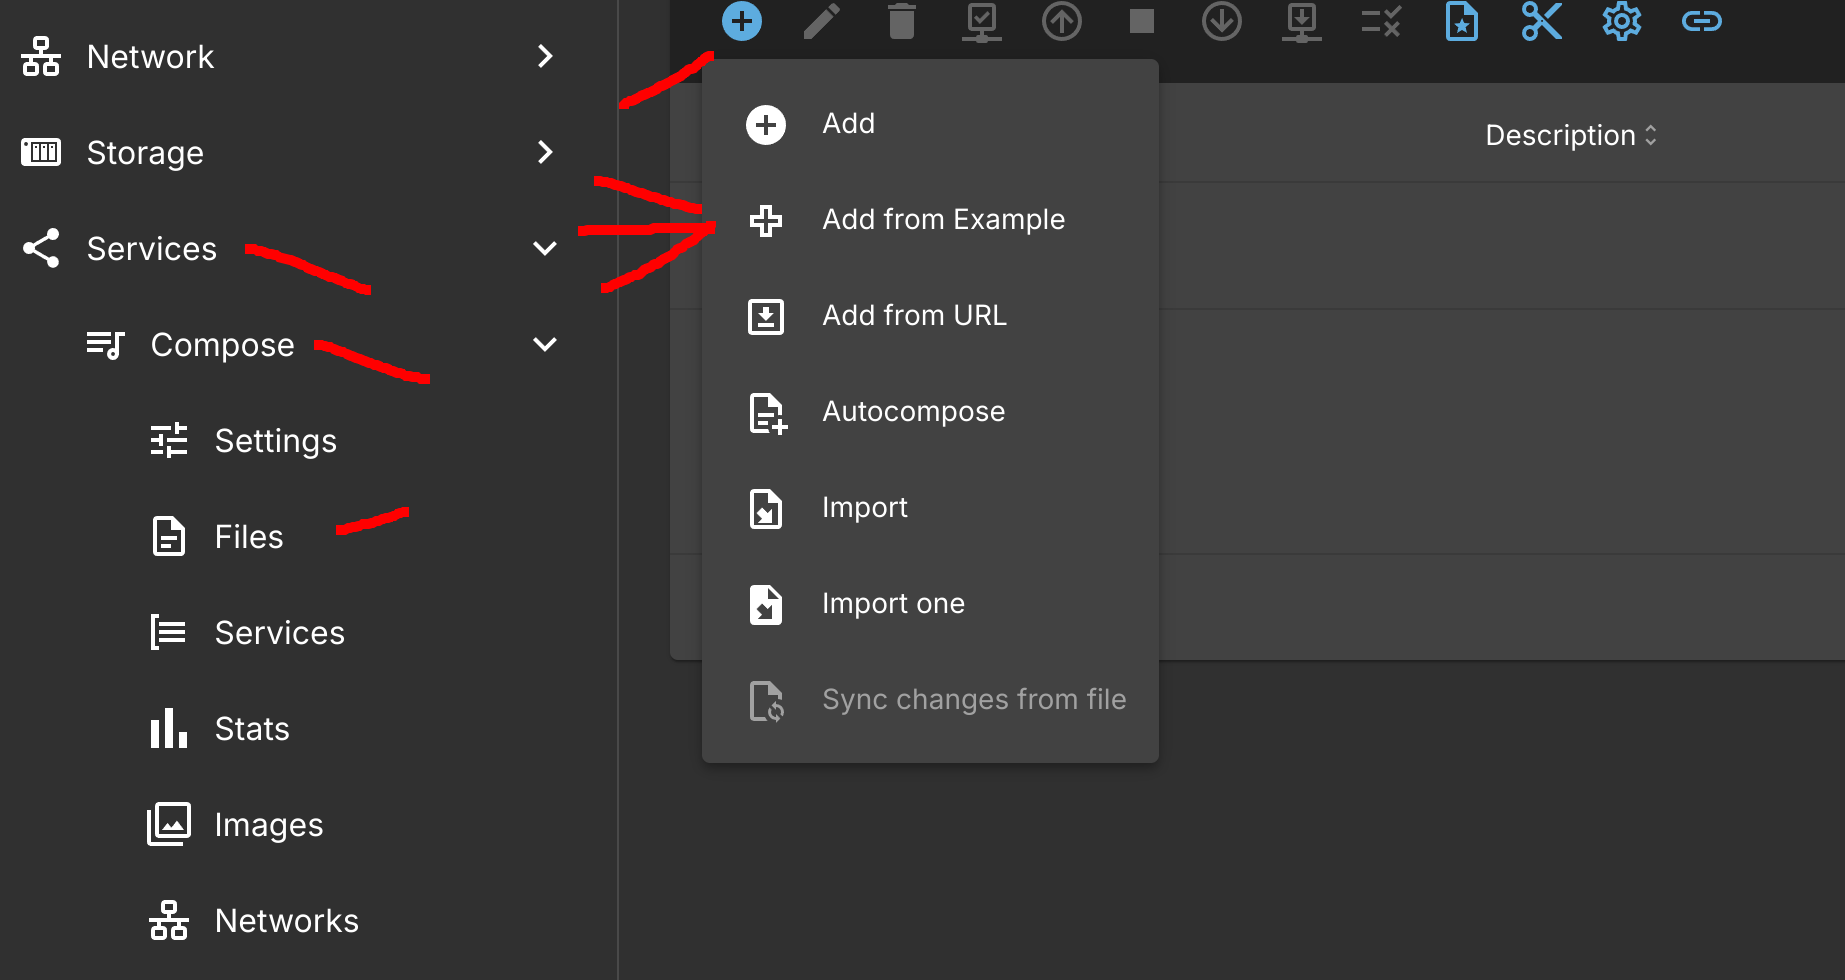 Network
Storage
Services
Compose
Settings
Files
Services
Stats
Images
Networks
Add
Add from Example
Add from URL
Autocompose
Import
Import one
Sync changes from file
Description